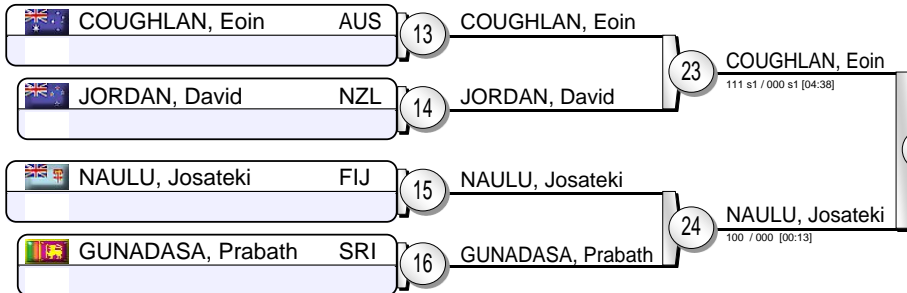 COUGHLAN, Eoin AUS
13
COUGHLAN, Eoin
23
COUGHLAN, Eoin
111 s1 / 000 s1 [04:38]
JORDAN, David NZL
14
JORDAN, David
NAULU, Josateki FIJ
15
NAULU, Josateki
24
NAULU, Josateki
100 / 000 [00:13]
GUNADASA, Prabath SRI
16
GUNADASA, Prabath